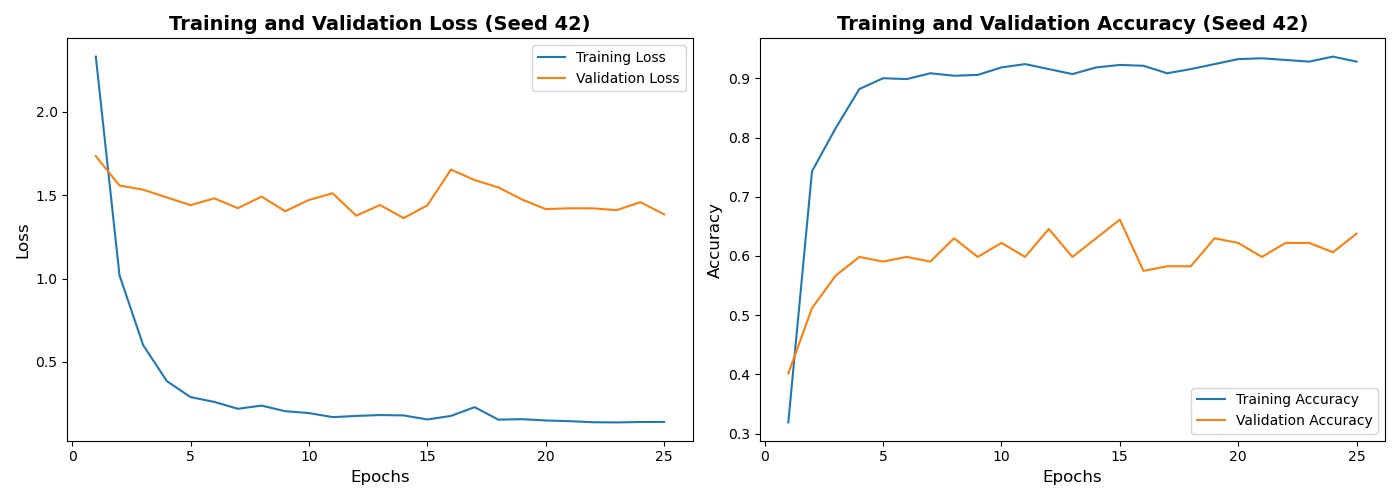 Training and Validation Loss (Seed 42)
Training Loss
Validation Loss
2.0
1.5
1.0
0.5
Loss
0 5 10 15 20 25
Epochs
Training and Validation Accuracy (Seed 42)
0.9
0.8
0.7
0.6
0.5
0.4
0.3
Accuracy
Training Accuracy
Validation Accuracy
0 5 10 15 20 25
Epochs